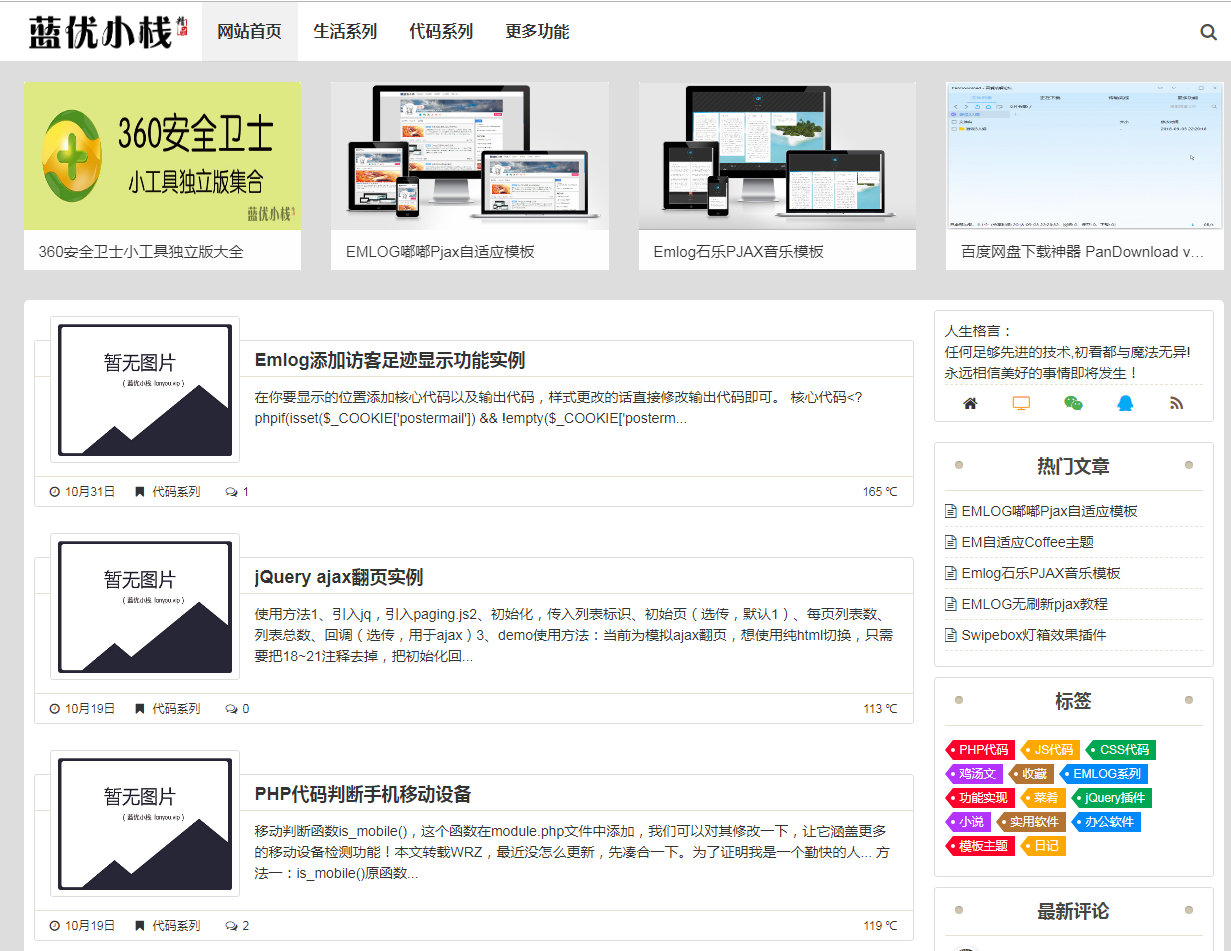 蓝优小栈
网站首页 生活系列 代码系列 更多功能
360安全卫士
小工具独立版集合
蓝优小栈
360安全卫士小工具独立版大全
EMLOG嘟嘟Pjax自适应模板
Emlog石乐PJAX音乐模板
百度网盘下载神器 PanDownload v…
暂无图片
( 蓝优小栈 lanyou.vip )
Emlog添加访客足迹显示功能实例
在你要显示的位置添加核心代码以及输出代码，样式更改的话直接修改输出代码即可。 核心代码<?
phpif(isset($_COOKIE['postermail']) && !empty($_COOKIE['posterm...
10月31日 代码系列 1 165 ℃
暂无图片
( 蓝优小栈 lanyou.vip )
jQuery ajax翻页实例
使用方法1、引入jq，引入paging.js2、初始化，传入列表标识、初始页（选传，默认1）、每页列表数、
列表总数、回调（选传，用于ajax）3、demo使用方法：当前为模拟ajax翻页，想使用纯html切换，只需
要把18~21注释去掉，把初始化回...
10月19日 代码系列 0 113 ℃
暂无图片
( 蓝优小栈 lanyou.vip )
PHP代码判断手机移动设备
移动判断函数is_mobile()，这个函数在module.php文件中添加，我们可以对其修改一下，让它涵盖更多
的移动设备检测功能！本文转载WRZ，最近没怎么更新，先凑合一下。为了证明我是一个勤快的人... 方
法一：is_mobile()原函数...
10月19日 代码系列 2 119 ℃
人生格言：
任何足够先进的技术,初看都与魔法无异!
永远相信美好的事情即将发生！
热门文章
EMLOG嘟嘟Pjax自适应模板
EM自适应Coffee主题
Emlog石乐PJAX音乐模板
EMLOG无刷新pjax教程
Swipebox灯箱效果插件
标签
PHP代码 JS代码 CSS代码
鸡汤文 收藏 EMLOG系列
功能实现 菜肴 jQuery插件
小说 实用软件 办公软件
模板主题 日记
最新评论